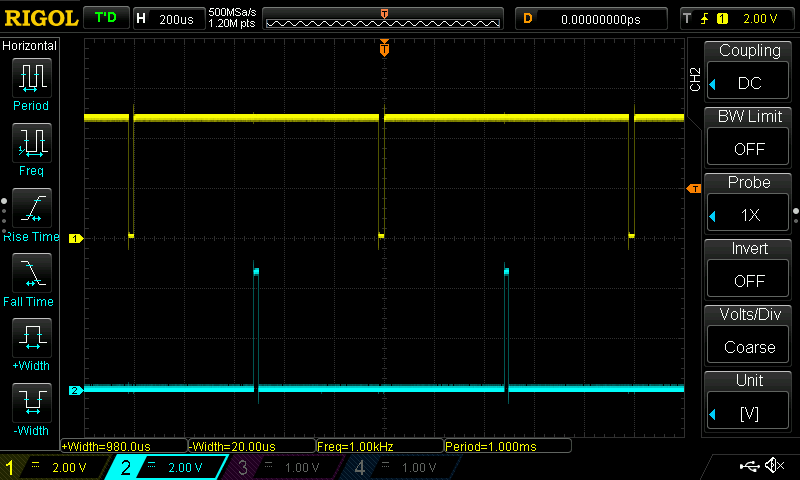 RIGOL T'D H 200us 500MSa/s 1.20M pts T D 0.00000000ps T 1 2.00 V
Horizontal
Period
Freq
Rise Time
Fall Time
+Width
-Width
T
T
1
2
CH2
Coupling
DC
BW Limit
OFF
Probe
1X
Invert
OFF
Volts/Div
Coarse
Unit
[V]
+Width=980.0us -Width=20.00us Freq=1.00kHz Period=1.000ms
1 2.00 V 2 2.00 V 3 1.00 V 4 1.00 V